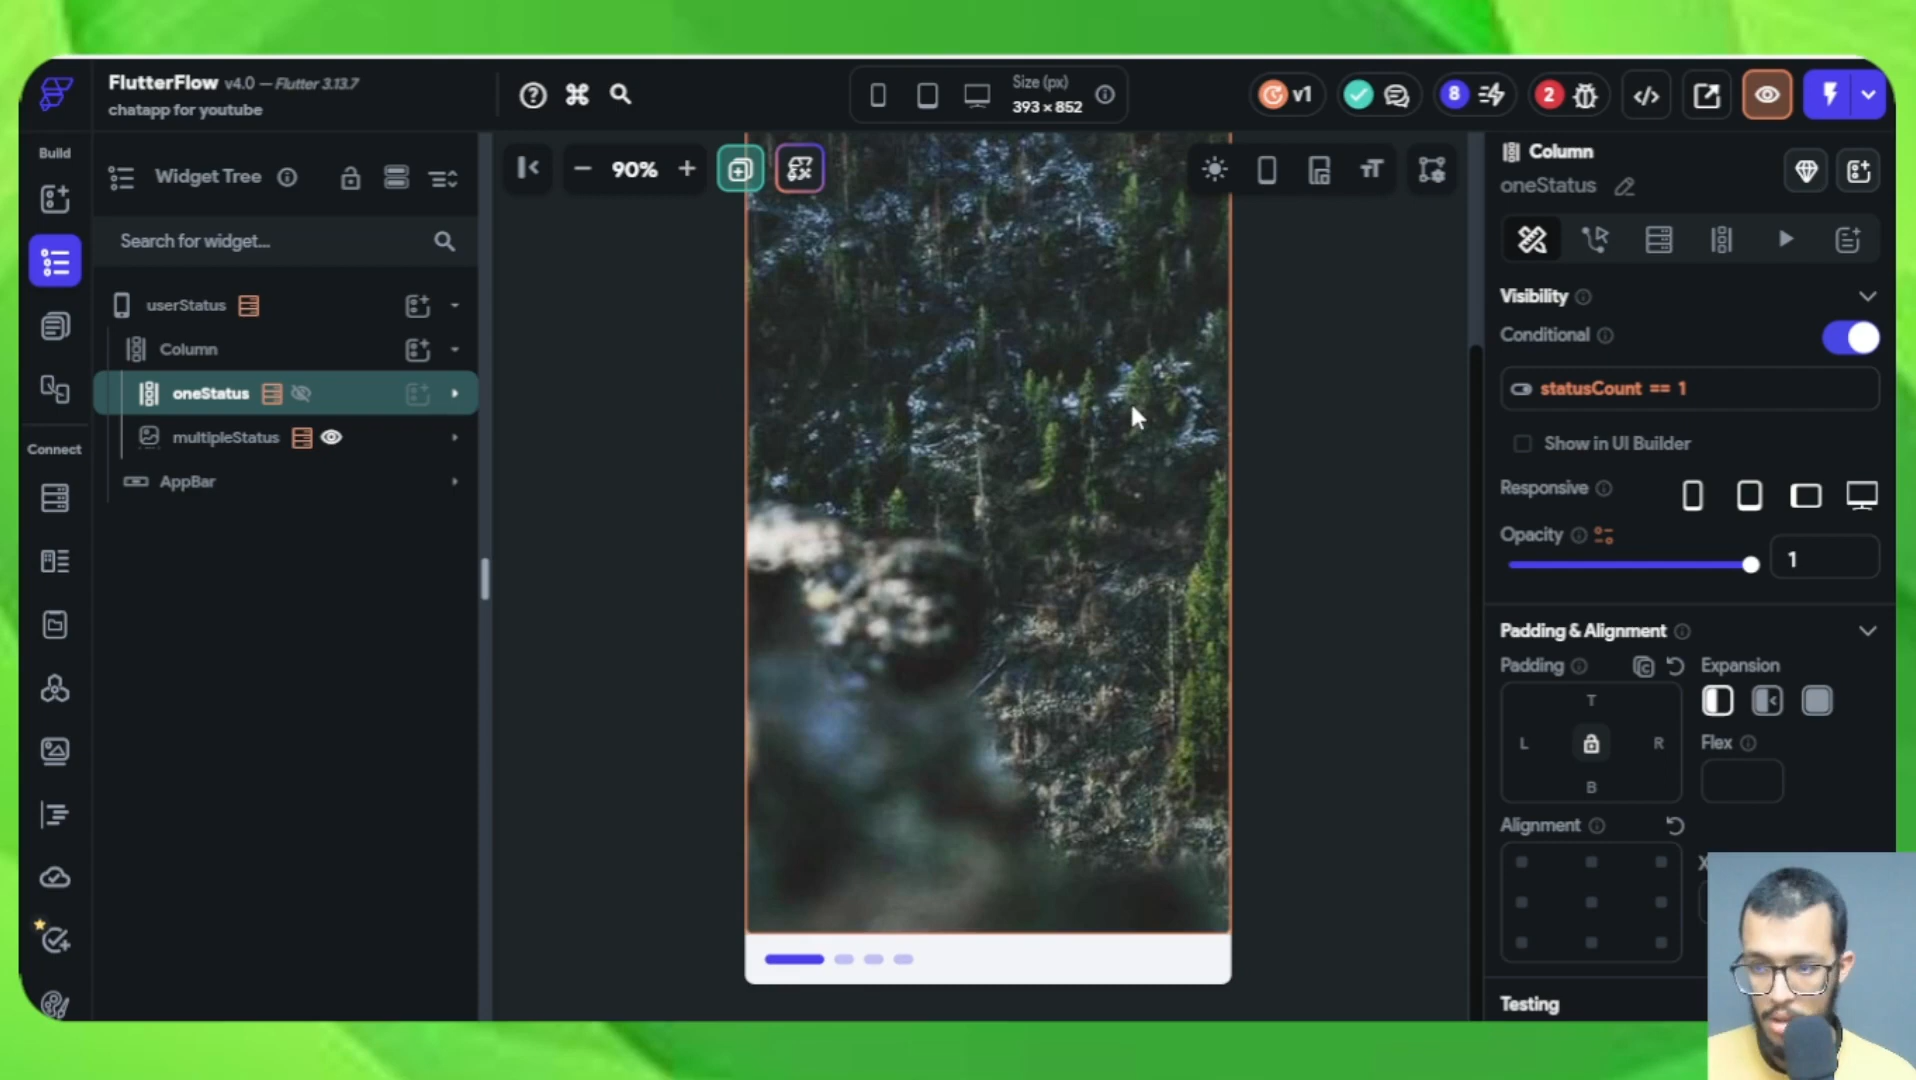 FlutterFlow v4.0 — Flutter 3.13.7
chatapp for youtube
Size (px)
393 × 852
v1
8
2
Build
Widget Tree
90%
Column
oneStatus
Search for widget...
userStatus
Column
oneStatus
multipleStatus
AppBar
Connect
Visibility
Conditional
statusCount == 1
Show in UI Builder
Responsive
Opacity
1
Padding & Alignment
Padding
Expansion
T
L
R
B
Flex
Alignment
X
Testing